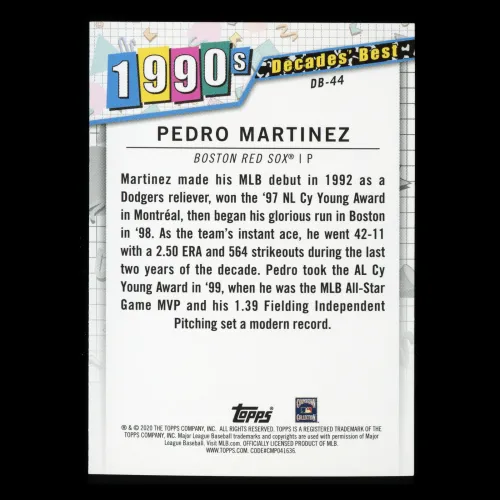 1990s Decades' Best
DB-44
PEDRO MARTINEZ
BOSTON RED SOX® | P
Martinez made his MLB debut in 1992 as a
Dodgers reliever, won the '97 NL Cy Young Award
in Montréal, then began his glorious run in Boston
in '98. As the team's instant ace, he went 42-11
with a 2.50 ERA and 564 strikeouts during the last
two years of the decade. Pedro took the AL Cy
Young Award in '99, when he was the MLB All-Star
Game MVP and his 1.39 Fielding Independent
Pitching set a modern record.
Topps
® & © 2020 THE TOPPS COMPANY, INC. ALL RIGHTS RESERVED. TOPPS IS A REGISTERED TRADEMARK OF THE
TOPPS COMPANY, INC. Major League Baseball trademarks and copyrights are used with permission of Major
League Baseball. Visit MLB.com. OFFICIALLY LICENSED PRODUCT OF MLB.
WWW.TOPPS.COM. CODE#CMP041636.